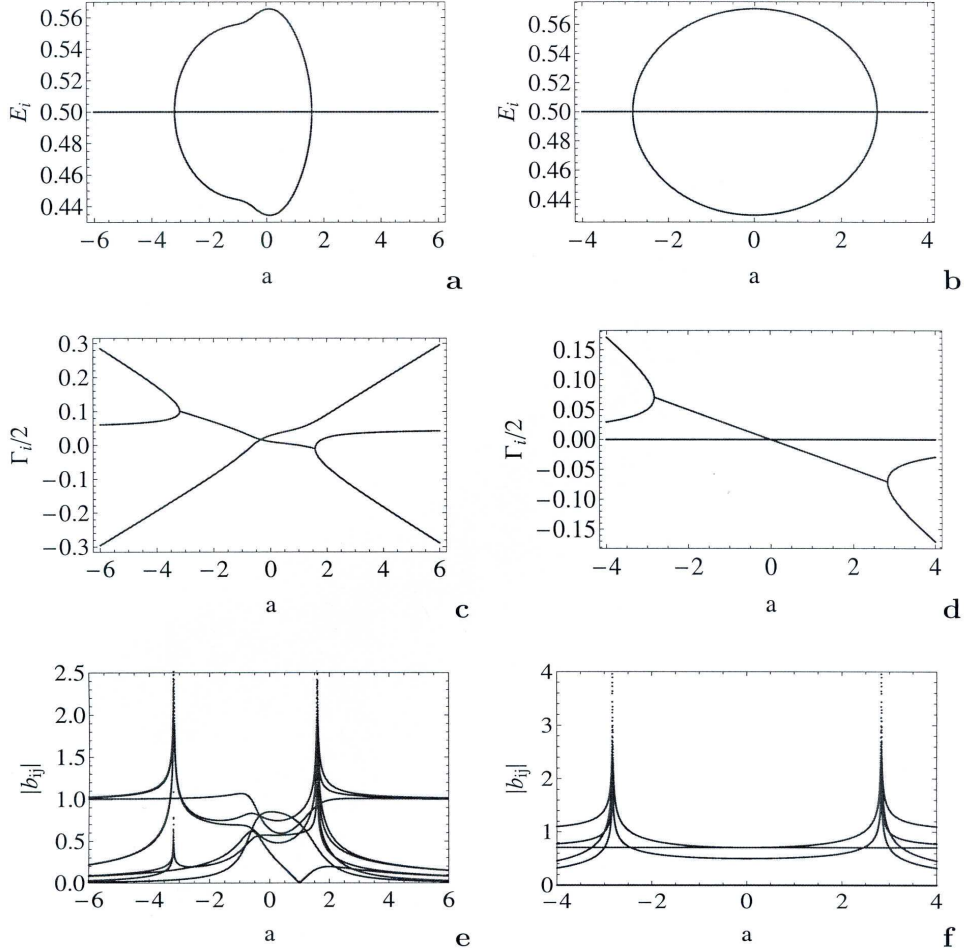 0.56
0.54
0.52
0.50
0.48
0.46
0.44
E_i
−6 −4 −2 0 2 4 6
a
a
0.56
0.54
0.52
0.50
0.48
0.46
0.44
E_i
−4 −2 0 2 4
a
b
0.3
0.2
0.1
0.0
−0.1
−0.2
−0.3
Γ_i/2
−6 −4 −2 0 2 4 6
a
c
0.15
0.10
0.05
0.00
−0.05
−0.10
−0.15
Γ_i/2
−4 −2 0 2 4
a
d
2.5
2.0
1.5
1.0
0.5
0.0
|b_ij|
−6 −4 −2 0 2 4 6
a
e
4
3
2
1
0
|b_ij|
−4 −2 0 2 4
a
f